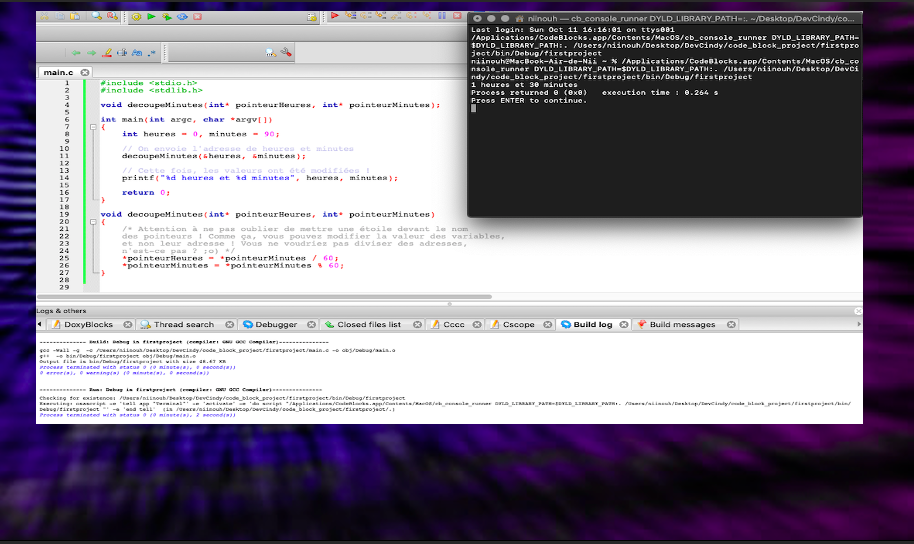 main.c
1 #include <stdio.h>
2 #include <stdlib.h>
3
4 void decoupeMinutes(int* pointeurHeures, int* pointeurMinutes);
5
6 int main(int argc, char *argv[])
7 {
8 int heures = 0, minutes = 90;
9
10 // On envoie l'adresse de heures et minutes
11 decoupeMinutes(&heures, &minutes);
12
13 // Cette fois, les valeurs ont été modifiées !
14 printf("%d heures et %d minutes", heures, minutes);
15
16 return 0;
17 }
18
19 void decoupeMinutes(int* pointeurHeures, int* pointeurMinutes)
20 {
21 /* Attention à ne pas oublier de mettre une étoile devant le nom
22 des pointeurs ! Comme ça, vous pouvez modifier la valeur des variables,
23 et non leur adresse ! Vous ne voudriez pas diviser des adresses,
24 n'est-ce pas ? ;o) */
25 *pointeurHeures = *pointeurMinutes / 60;
26 *pointeurMinutes = *pointeurMinutes % 60;
27 }
28
29
niinouh — cb_console_runner DYLD_LIBRARY_PATH=:. ~/Desktop/DevCindy/co...
Last login: Sun Oct 11 16:16:01 on ttys001
/Applications/CodeBlocks.app/Contents/MacOS/cb_console_runner DYLD_LIBRARY_PATH=
$DYLD_LIBRARY_PATH:. /Users/niinouh/Desktop/DevCindy/code_block_project/firstpro
ject/bin/Debug/firstproject
niinouh@MacBook-Air-de-Nii ~ % /Applications/CodeBlocks.app/Contents/MacOS/cb_co
nsole_runner DYLD_LIBRARY_PATH=$DYLD_LIBRARY_PATH:. /Users/niinouh/Desktop/DevCi
ndy/code_block_project/firstproject/bin/Debug/firstproject
1 heures et 30 minutes
Process returned 0 (0x0) execution time : 0.264 s
Press ENTER to continue.
Logs & others
DoxyBlocks Thread search Debugger Closed files list Cccc Cscope Build log Build messages
-------------- Build: Debug in firstproject (compiler: GNU GCC Compiler)---------------
gcc -Wall -g -c /Users/niinouh/Desktop/DevCindy/code_block_project/firstproject/main.c -o obj/Debug/main.o
g++ -o bin/Debug/firstproject obj/Debug/main.o
Output file is bin/Debug/firstproject with size 48.67 KB
Process terminated with status 0 (0 minute(s), 0 second(s))
0 error(s), 0 warning(s) (0 minute(s), 0 second(s))
-------------- Run: Debug in firstproject (compiler: GNU GCC Compiler)---------------
Checking for existence: /Users/niinouh/Desktop/DevCindy/code_block_project/firstproject/bin/Debug/firstproject
Executing: osascript -e 'tell app "Terminal"' -e 'activate' -e 'do script "/Applications/CodeBlocks.app/Contents/MacOS/cb_console_runner DYLD_LIBRARY_PATH=$DYLD_LIBRARY_PATH:. /Users/niinouh/Desktop/DevCindy/code_block_project/firstproject/bin/
Debug/firstproject "' -e 'end tell' (in /Users/niinouh/Desktop/DevCindy/code_block_project/firstproject/.)
Process terminated with status 0 (0 minute(s), 2 second(s))